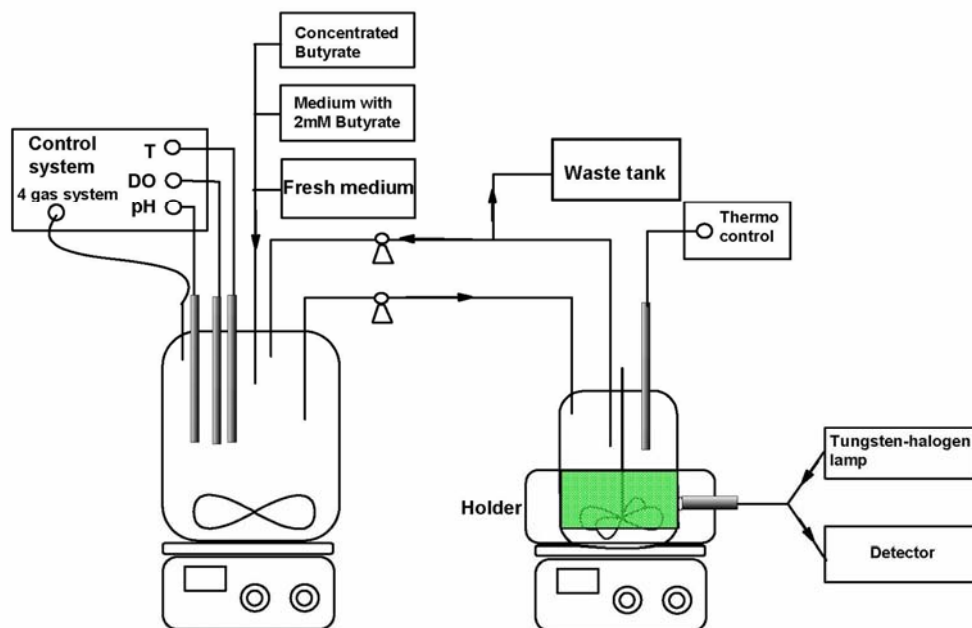 Concentrated
Butyrate
Medium with
2mM Butyrate
Fresh medium
Control
system
4 gas system
T
DO
pH
Waste tank
Thermo
control
Holder
Tungsten-halogen
lamp
Detector